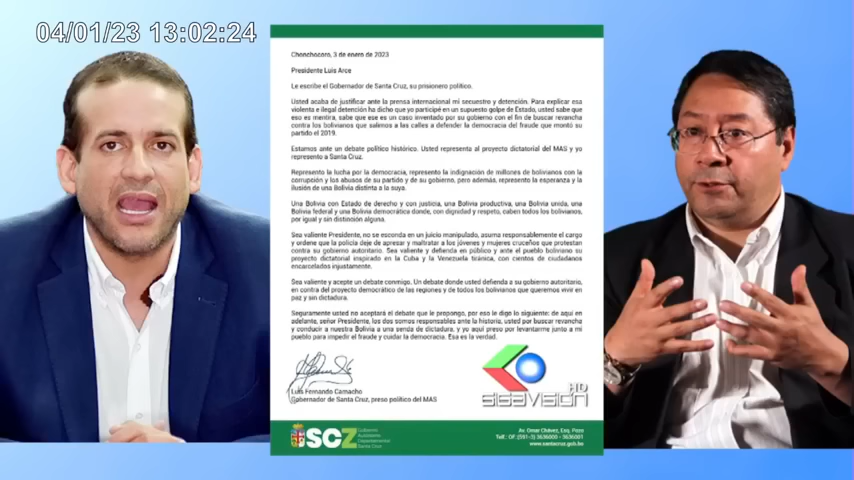 04/01/23 13:02:24
Chonchocoro, 3 de enero de 2023
Presidente Luis Arce
Le escribe el Gobernador de Santa Cruz, su prisionero político.
Usted acaba de justificar ante la prensa internacional mi secuestro y detención. Para explicar esa
violenta e ilegal detención ha dicho que yo participé en un supuesto golpe de Estado, usted sabe que
eso es mentira, sabe que ese es un caso inventado por su gobierno con el fin de buscar revancha
contra los bolivianos que salimos a las calles a defender la democracia del fraude que montó su
partido el 2019.
Estamos ante un debate político histórico. Usted representa al proyecto dictatorial del MAS y yo
represento a Santa Cruz.
Represento la lucha por la democracia, represento la indignación de millones de bolivianos con la
corrupción y los abusos de su partido y de su gobierno, pero además, represento la esperanza y la
ilusión de una Bolivia distinta a la suya.
Una Bolivia con Estado de derecho y con justicia, una Bolivia productiva, una Bolivia unida, una
Bolivia federal y una Bolivia democrática donde, con dignidad y respeto, caben todos los bolivianos,
por igual y sin distinción alguna.
Sea valiente Presidente, no se esconda en un juicio manipulado, asuma responsablemente el cargo
y ordene que la policía deje de apresar y maltratar a los jóvenes y mujeres cruceños que protestan
contra su gobierno autoritario. Sea valiente y defienda en público y ante el pueblo boliviano su
proyecto dictatorial inspirado en la Cuba y la Venezuela tiránica, con cientos de ciudadanos
encarcelados injustamente.
Sea valiente y acepte un debate conmigo. Un debate donde usted defienda a su gobierno autoritario,
en contra del proyecto democrático de las regiones y de todos los bolivianos que queremos vivir en
paz y sin dictadura.
Seguramente usted no aceptará el debate que le propongo, por eso le digo lo siguiente: de aquí en
adelante, señor Presidente, los dos somos responsables ante la historia, usted por buscar revancha
y conducir a nuestra Bolivia a una senda de dictadura, y yo aquí preso por levantarme junto a mi
pueblo para impedir el fraude y cuidar la democracia. Esa es la verdad.
Luis Fernando Camacho
Gobernador de Santa Cruz, preso político del MAS
HD
GIGAVISIÓN
SCZ
Gobierno
Autónomo
Departamental
Santa Cruz
Av. Omar Chávez, Esq. Pozo
Telf.: Of: (591-3) 3636000 - 3636001
www.santacruz.gob.bo